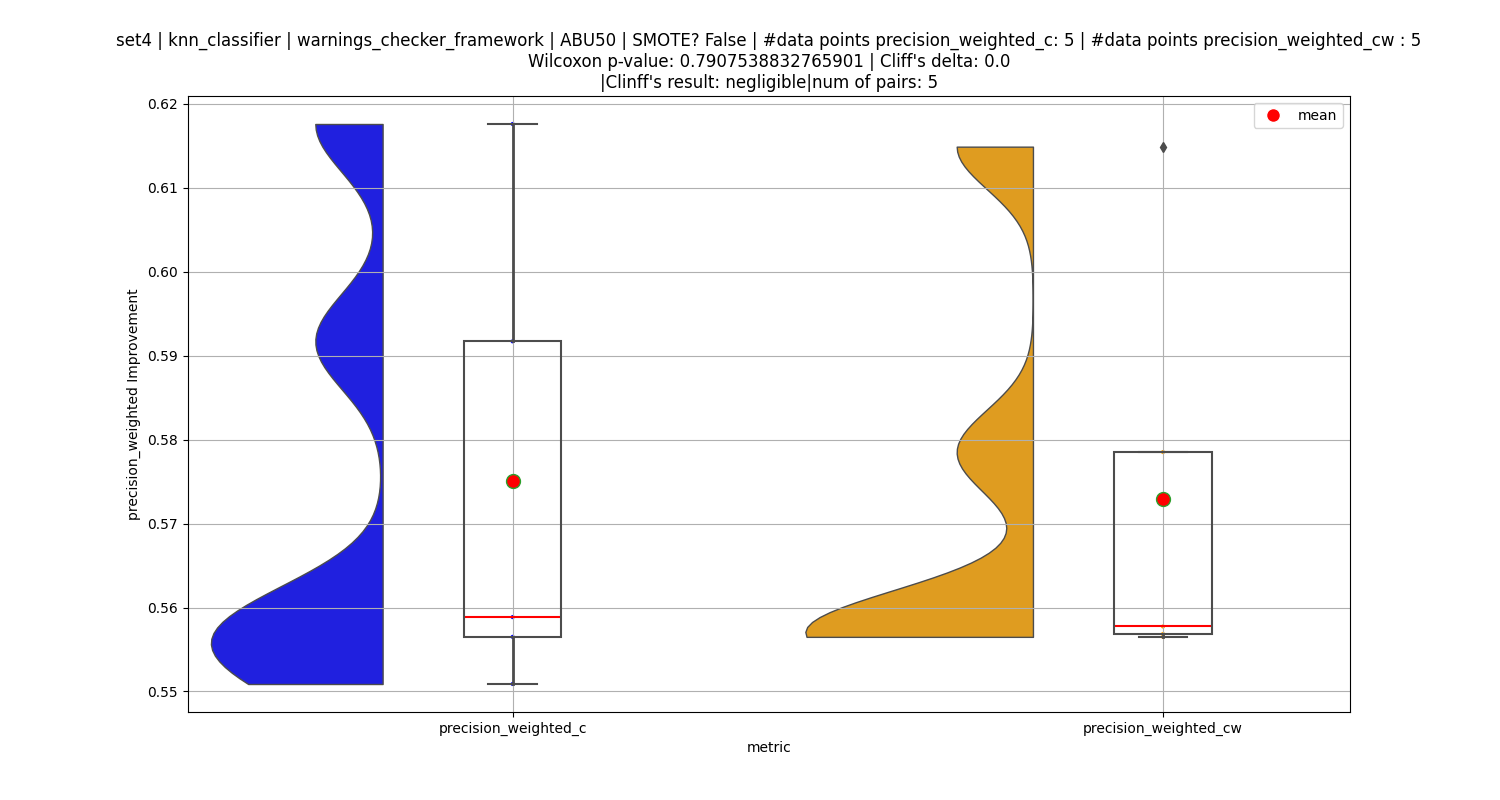 set4 | knn_classifier | warnings_checker_framework | ABU50 | SMOTE? False | #data points precision_weighted_c: 5 | #data points precision_weighted_cw : 5
Wilcoxon p-value: 0.7907538832765901 | Cliff's delta: 0.0
|Clinff's result: negligible|num of pairs: 5
mean
0.62
0.61
0.60
0.59
0.58
0.57
0.56
0.55
precision_weighted Improvement
precision_weighted_c
precision_weighted_cw
metric